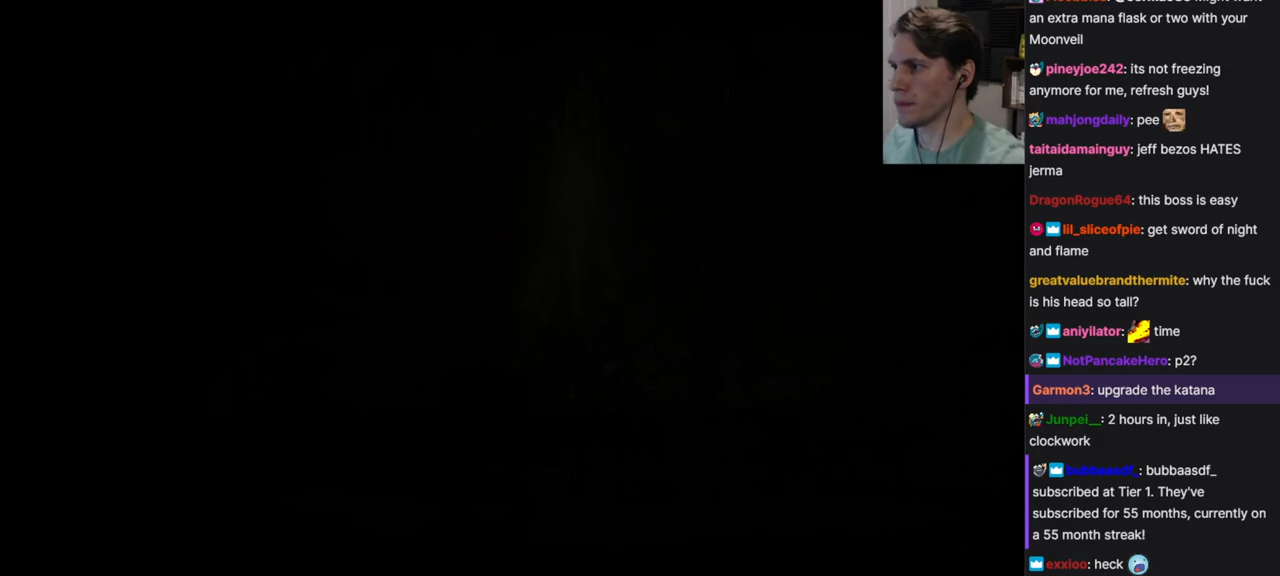 an extra mana flask or two with your
Moonveil
pineyjoe242: its not freezing
anymore for me, refresh guys!
mahjongdaily: pee
taitaidamainguy: jeff bezos HATES
jerma
DragonRogue64: this boss is easy
lil_sliceofpie: get sword of night
and flame
greatvaluebrandthermite: why the fuck
is his head so tall?
aniyilator: time
NotPancakeHero: p2?
Garmon3: upgrade the katana
Junpei__: 2 hours in, just like
clockwork
bubbaasdf_: bubbaasdf_
subscribed at Tier 1. They've
subscribed for 55 months, currently on
a 55 month streak!
exxioo: heck